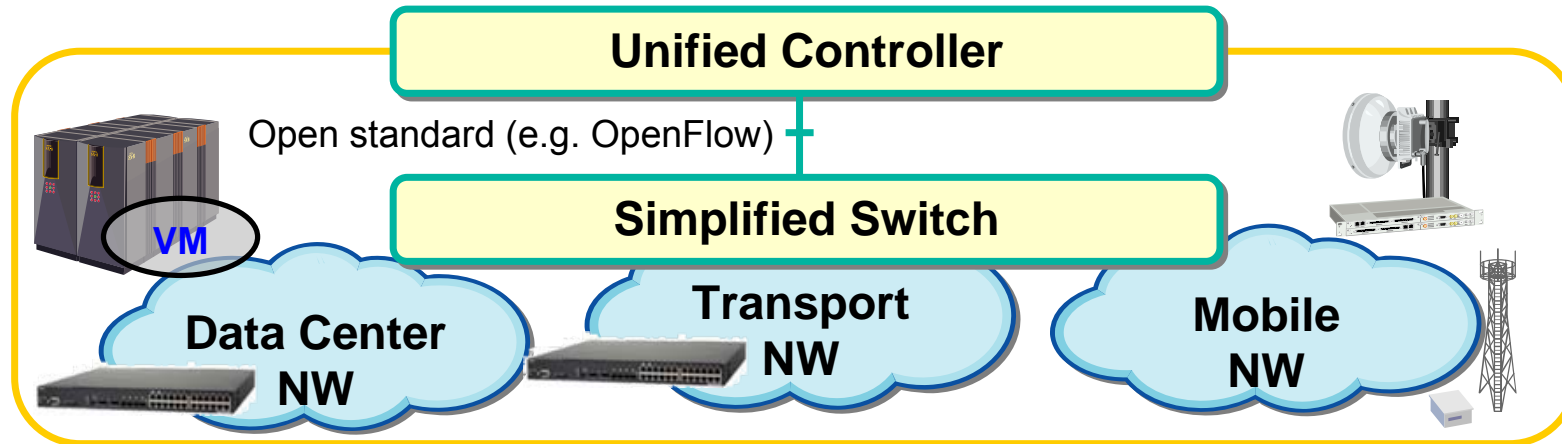 Unified Controller
Open standard (e.g. OpenFlow)
Simplified Switch
VM
Data Center
NW
Transport
NW
Mobile
NW